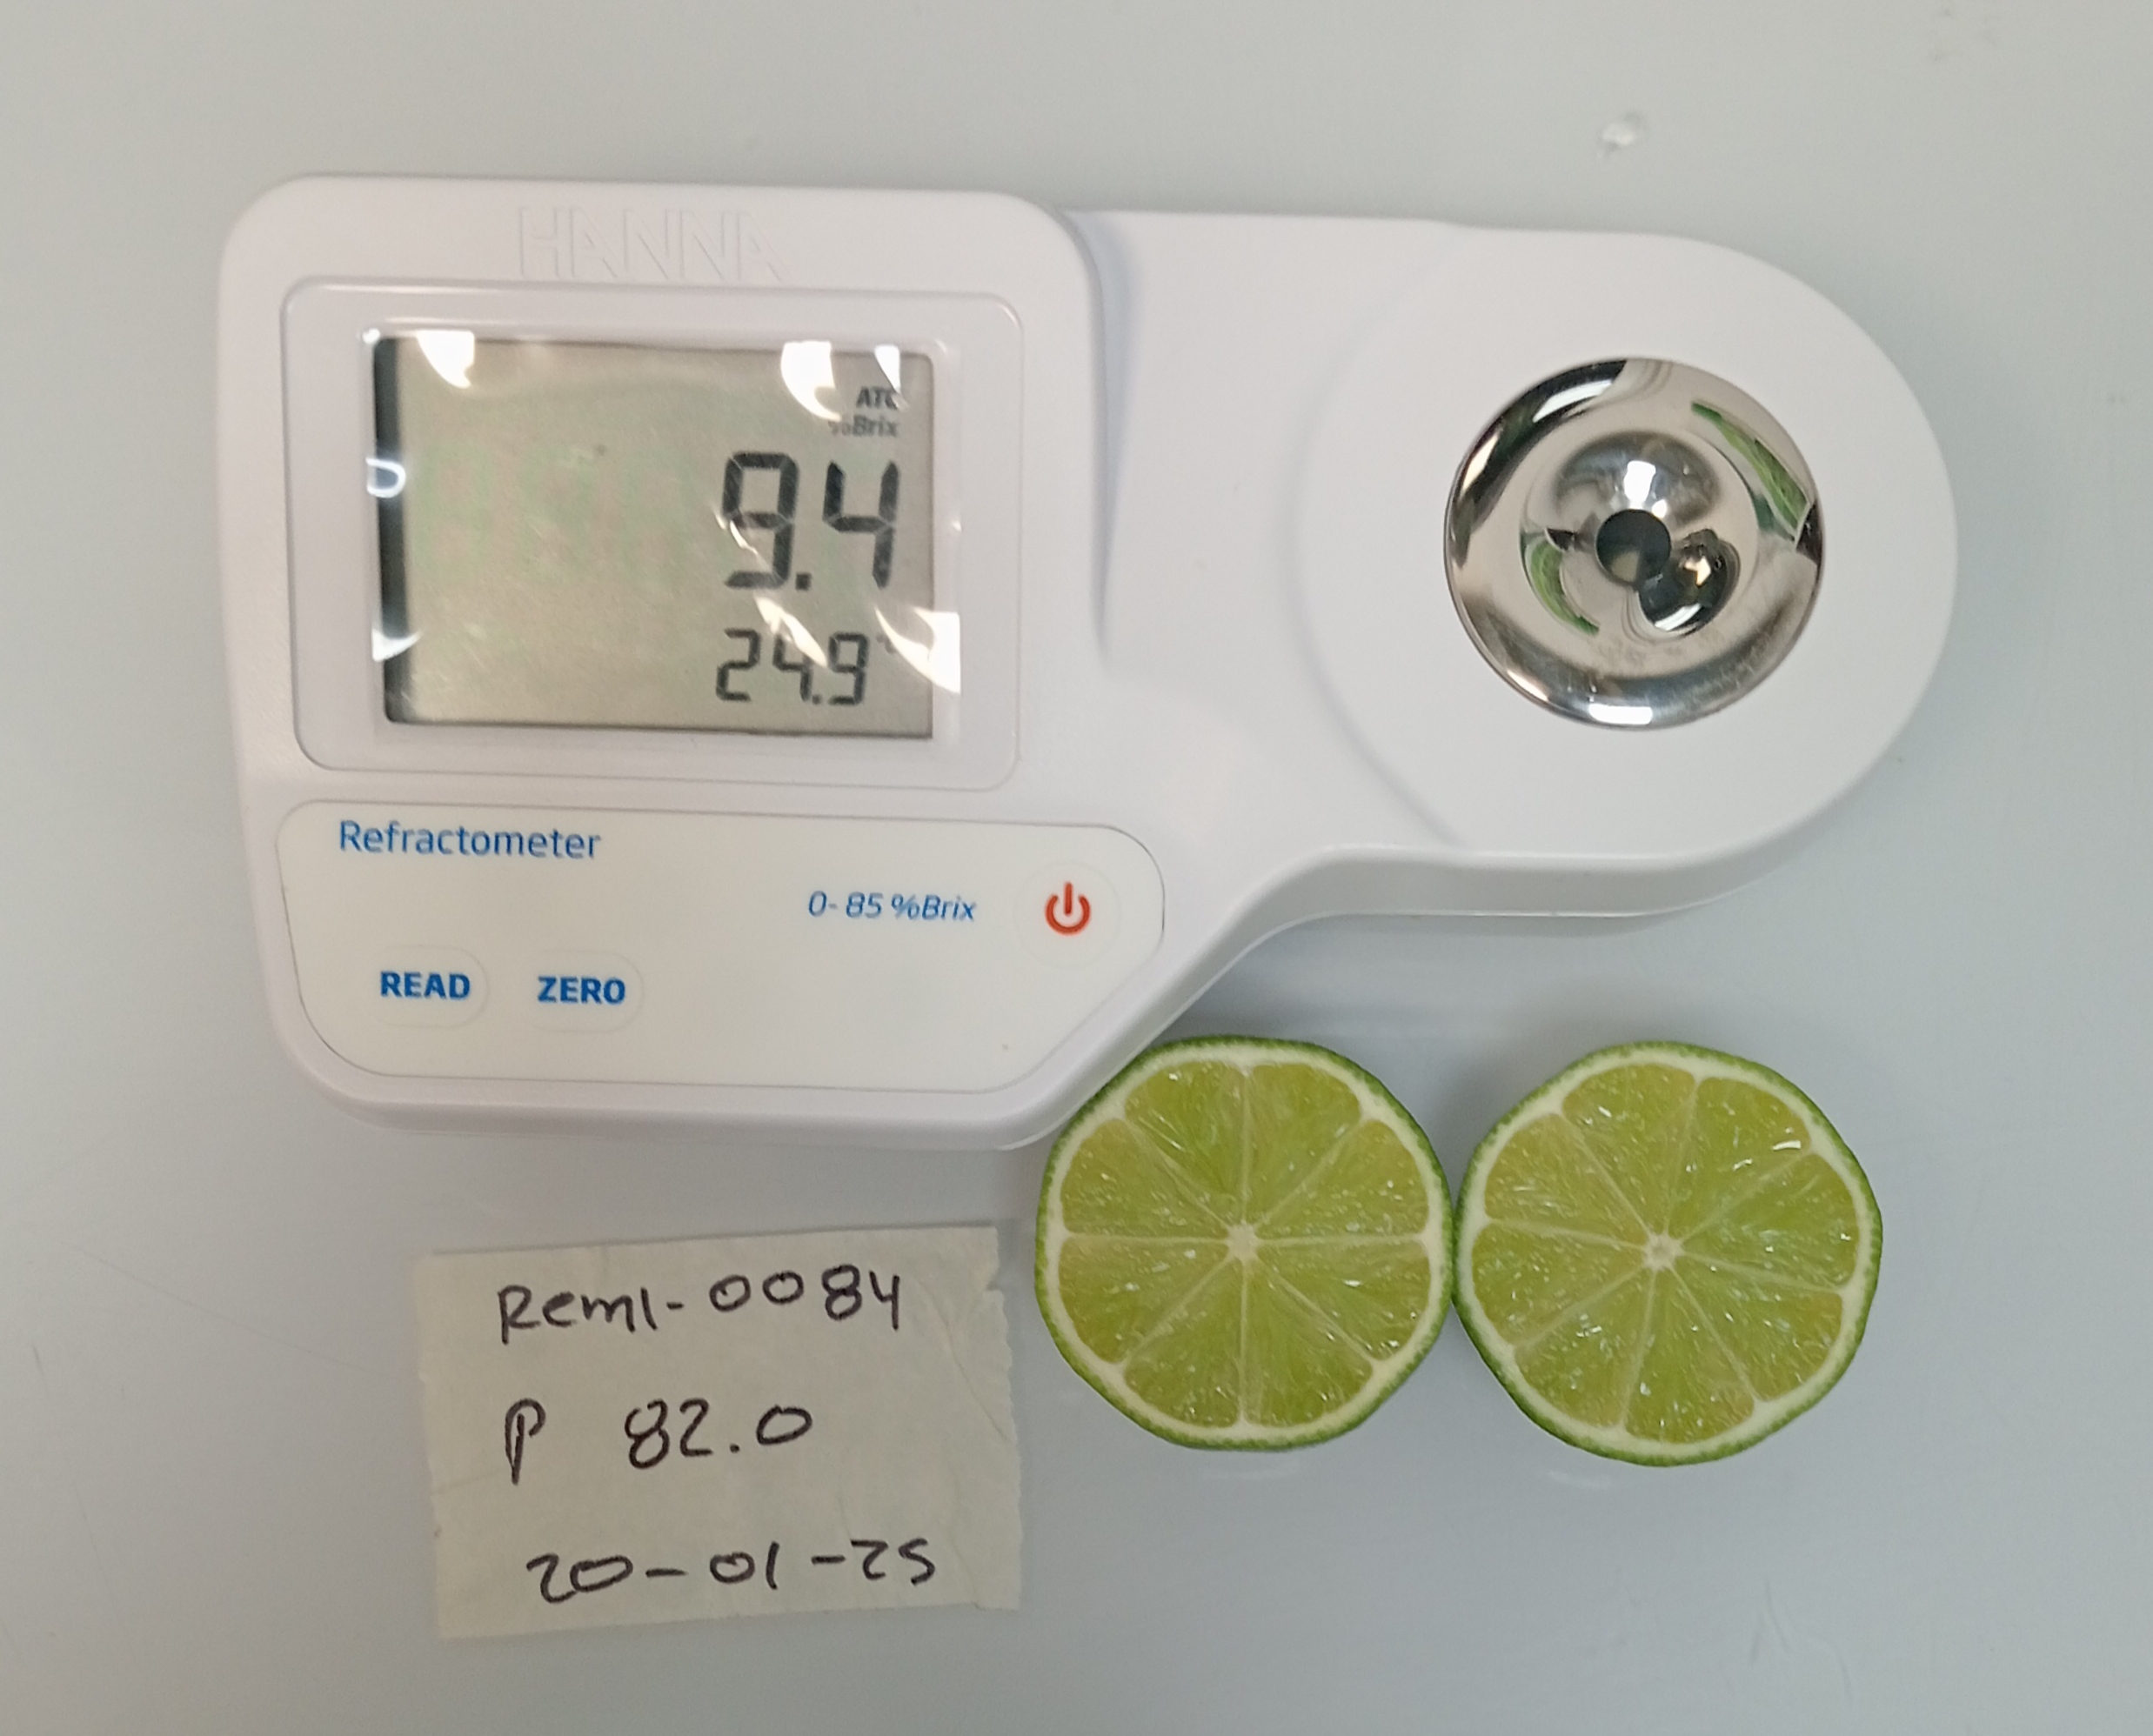 HANNA
ATC
%Brix
9.4
24.9
Refractometer
0-85 %Brix
READ ZERO
Reml-0084
P 82.0
20-01-25